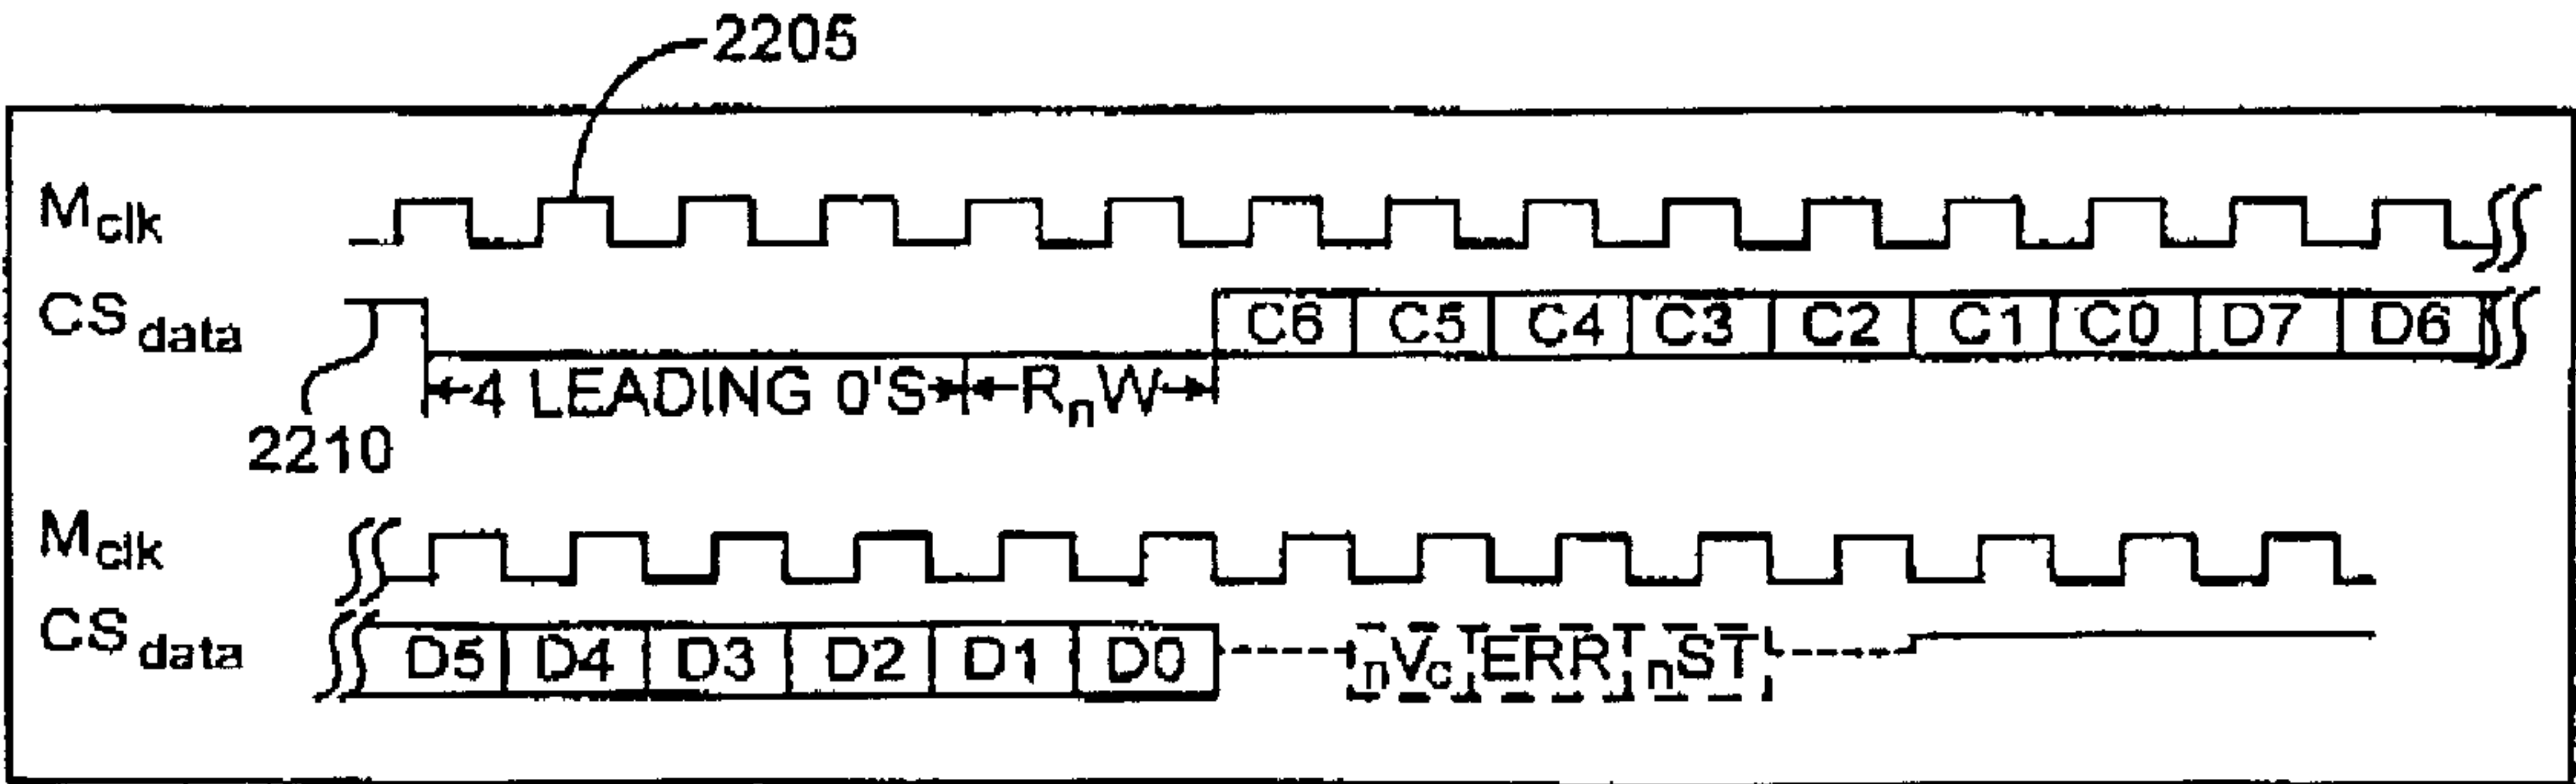 2205
Mclk
CS data
C6 C5 C4 C3 C2 C1 C0 D7 D6
4 LEADING 0'S RnW
2210
Mclk
CS data
D5 D4 D3 D2 D1 D0 nVc ERR nST